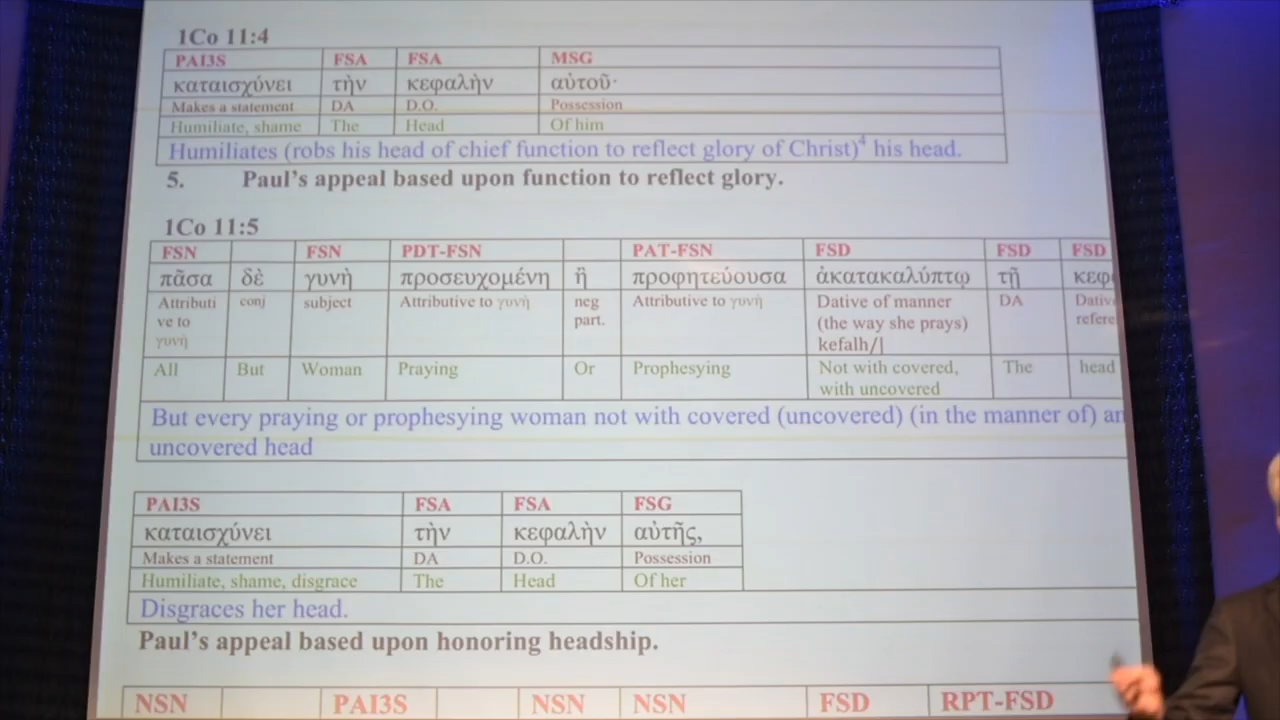 1Co 11:4
PAI3S FSA FSA MSG
καταισχύνει τὴν κεφαλὴν αὐτοῦ·
Makes a statement DA D.O. Possession
Humiliate, shame The Head Of him
Humiliates (robs his head of chief function to reflect glory of Christ)4 his head.
5. Paul's appeal based upon function to reflect glory.
1Co 11:5
FSN FSN PDT-FSN PAT-FSN FSD FSD FSD
πᾶσα δὲ γυνὴ προσευχομένη ἢ προφητεύουσα ἀκατακαλύπτῳ τῇ κεφ
Attributi conj subject Attributive to γυνὴ neg Attributive to γυνὴ Dative of manner DA Dativ
ve to part. (the way she prays) refere
γυνὴ kefalh/|
All But Woman Praying Or Prophesying Not with covered, The head
with uncovered
But every praying or prophesying woman not with covered (uncovered) (in the manner of) an
uncovered head
PAI3S FSA FSA FSG
καταισχύνει τὴν κεφαλὴν αὐτῆς,
Makes a statement DA D.O. Possession
Humiliate, shame, disgrace The Head Of her
Disgraces her head.
Paul's appeal based upon honoring headship.
NSN PAI3S NSN NSN FSD RPT-FSD